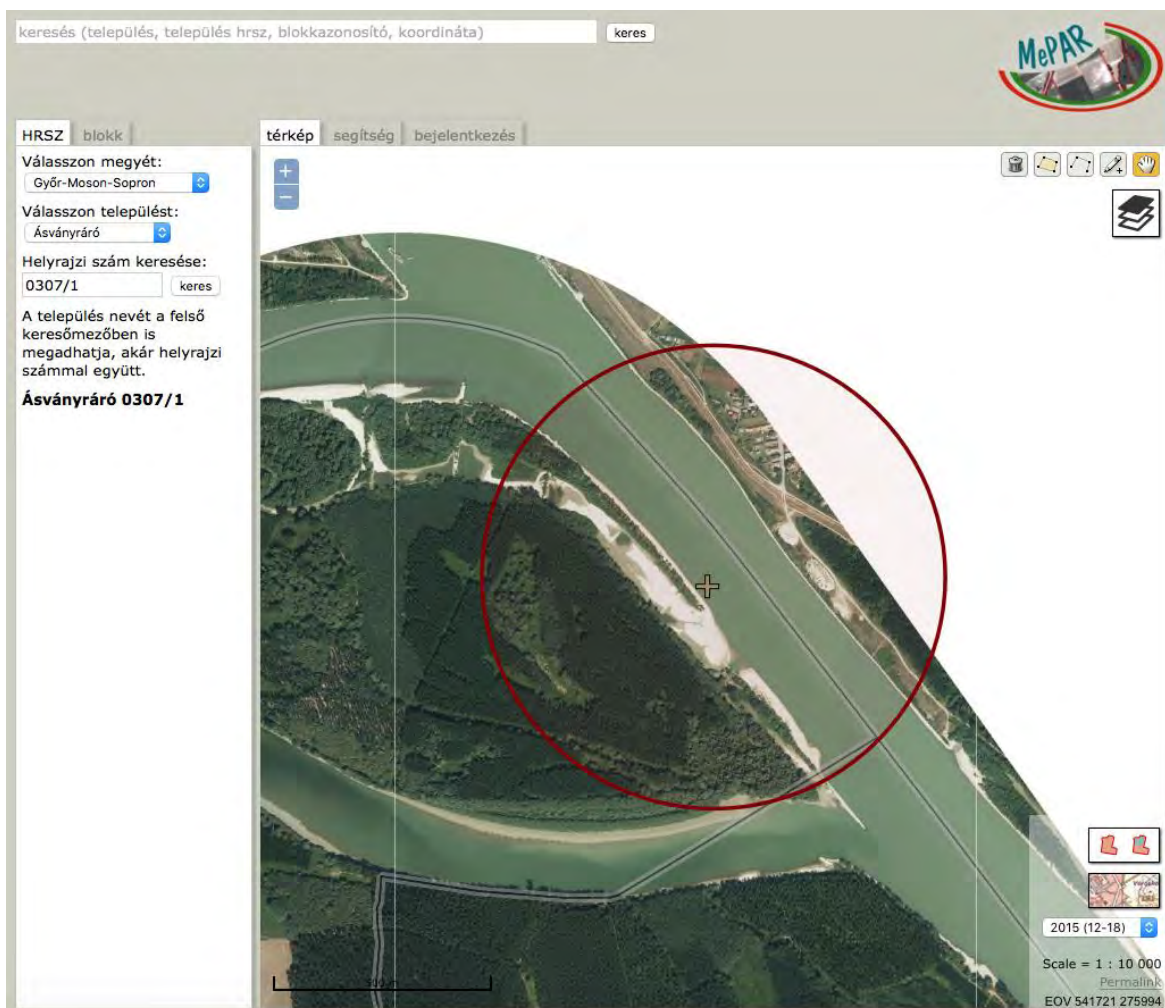 keresés (település, település hrsz, blokkazonosító, koordináta)
keres
MePAR
HRSZ
blokk
térkép
segítség
bejelentkezés
Válasszon megyét:
Győr-Moson-Sopron
Válasszon települést:
Ásványráró
Helyrajzi szám keresése:
0307/1
keres
A település nevét a felső
keresőmezőben is
megadhatja, akár helyrajzi
számmal együtt.
Ásványráró 0307/1
+
−
500 m
2015 (12-18)
Scale = 1 : 10 000
Permalink
EOV 541721 275994